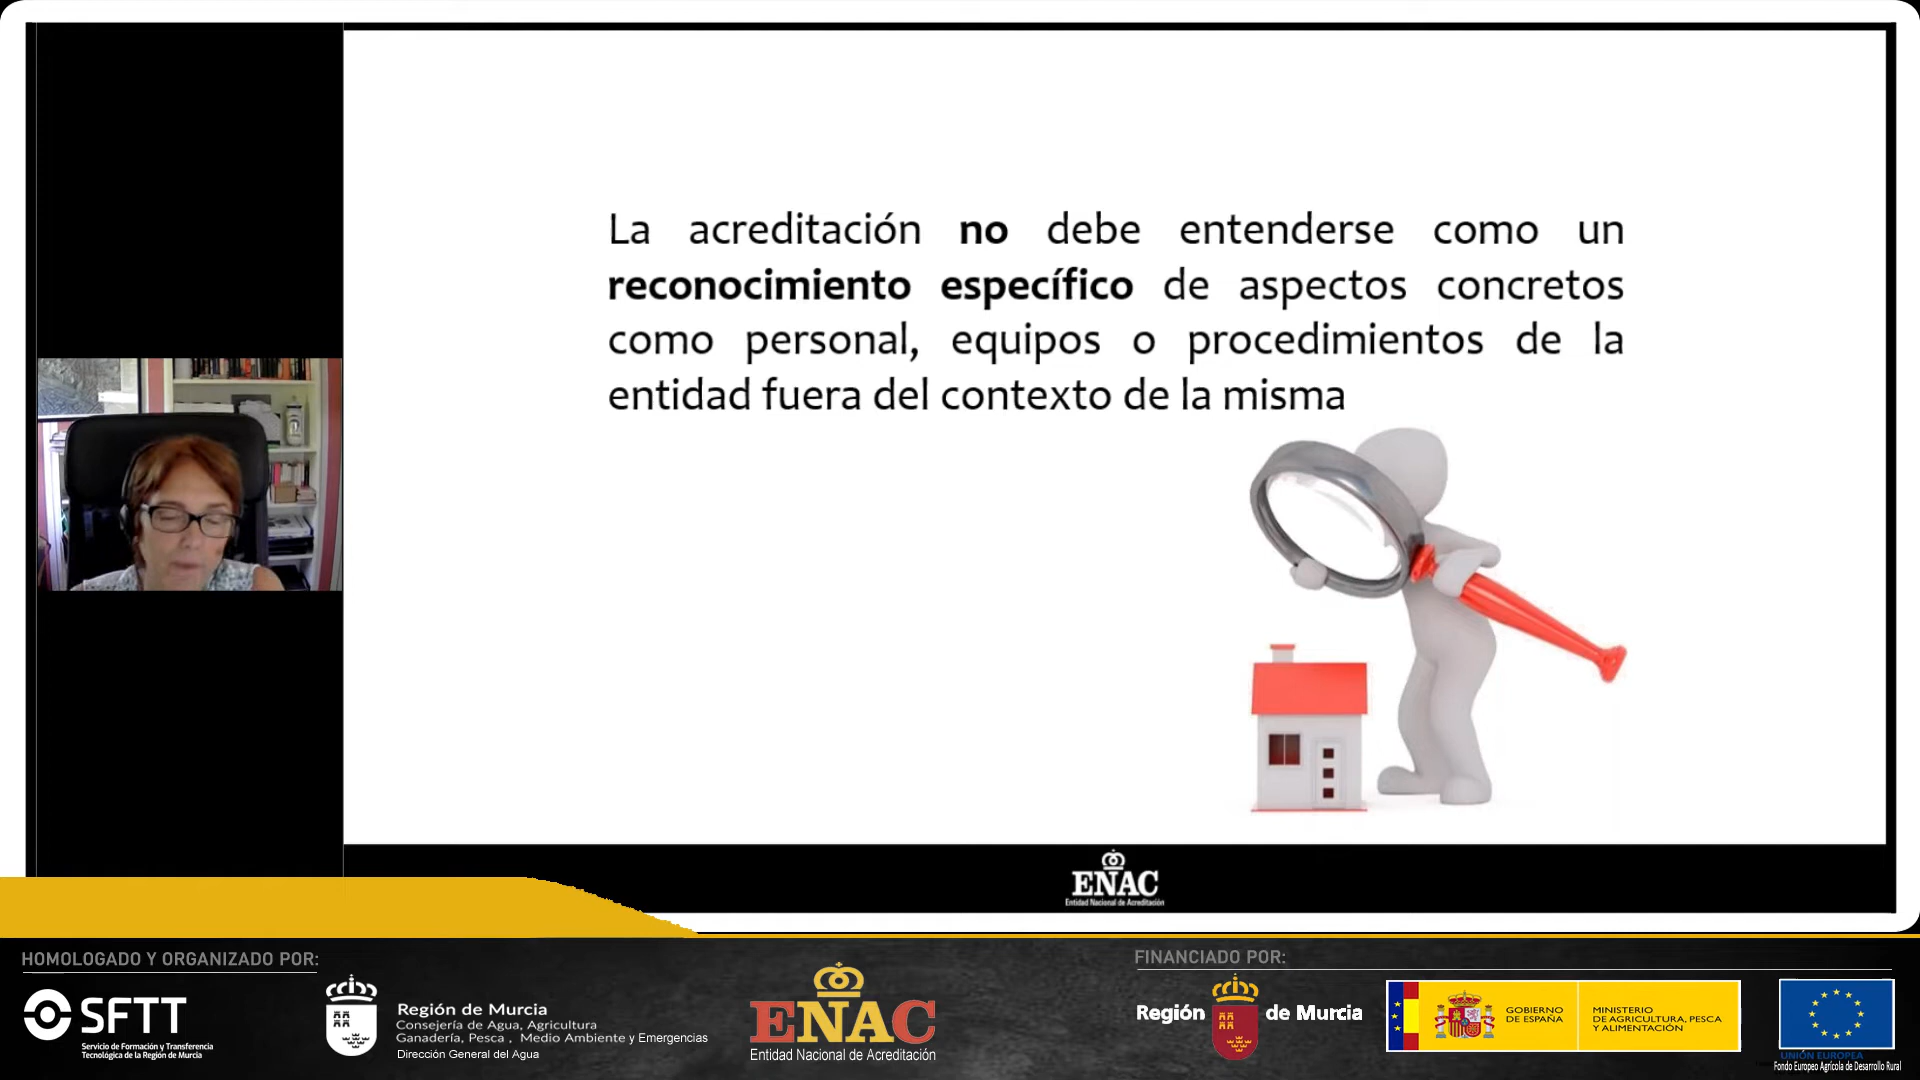 La acreditación no debe entenderse como un
reconocimiento específico de aspectos concretos
como personal, equipos o procedimientos de la
entidad fuera del contexto de la misma
ENAC
Entidad Nacional de Acreditación
HOMOLOGADO Y ORGANIZADO POR:
SFTT
Servicio de Formación y Transferencia
Tecnológica de la Región de Murcia
Región de Murcia
Consejería de Agua, Agricultura
Ganadería, Pesca , Medio Ambiente y Emergencias
Dirección General del Agua
ENAC
Entidad Nacional de Acreditación
FINANCIADO POR:
Región de Murcia
GOBIERNO
DE ESPAÑA
MINISTERIO
DE AGRICULTURA, PESCA
Y ALIMENTACIÓN
UNIÓN EUROPEA
Fondo Europeo Agrícola de Desarrollo Rural